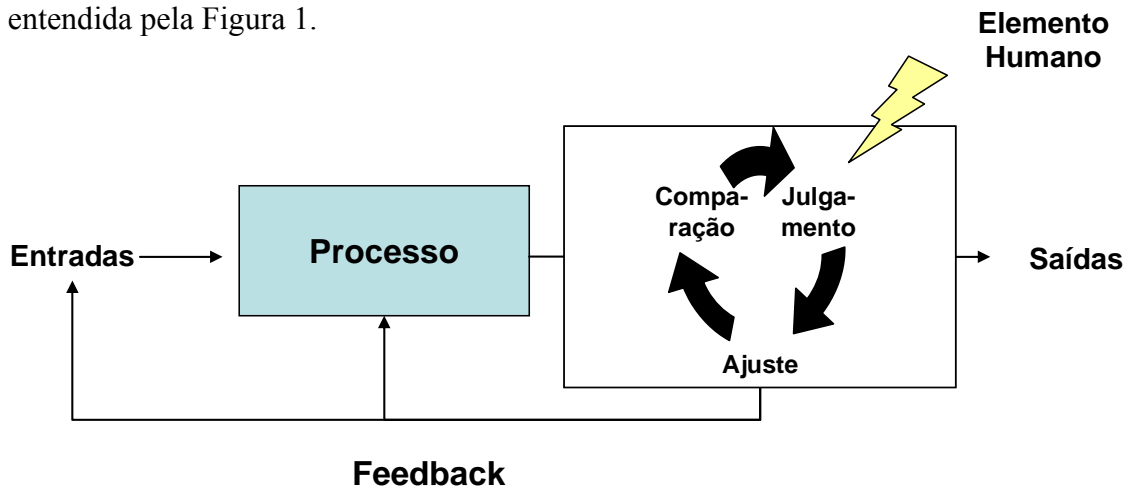 entendida pela Figura 1.
Elemento
Humano
Compa-
ração
Julga-
mento
Entradas
Processo
Saídas
Ajuste
Feedback